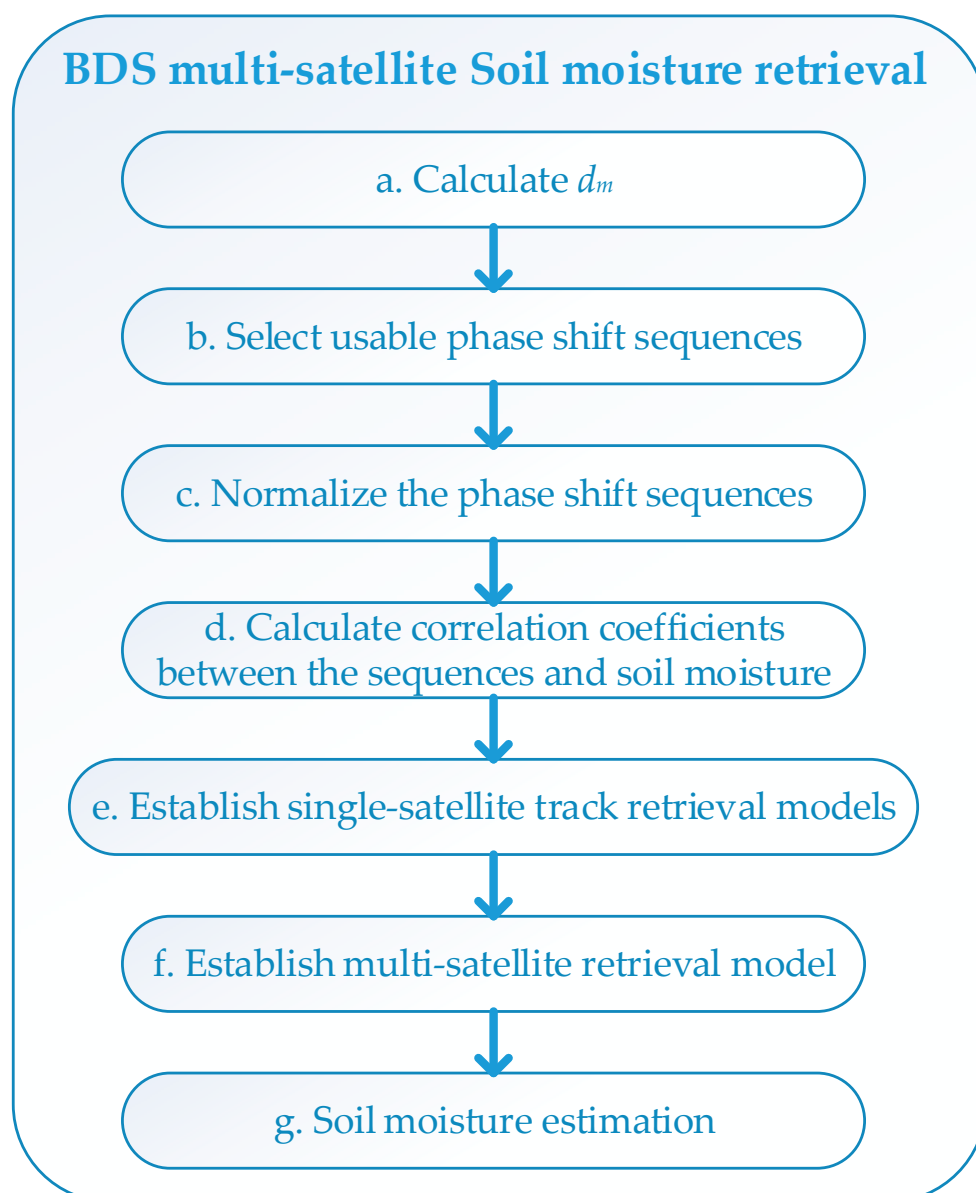 BDS multi-satellite Soil moisture retrieval
a. Calculate dm
b. Select usable phase shift sequences
c. Normalize the phase shift sequences
d. Calculate correlation coefficients
between the sequences and soil moisture
e. Establish single-satellite track retrieval models
f. Establish multi-satellite retrieval model
g. Soil moisture estimation